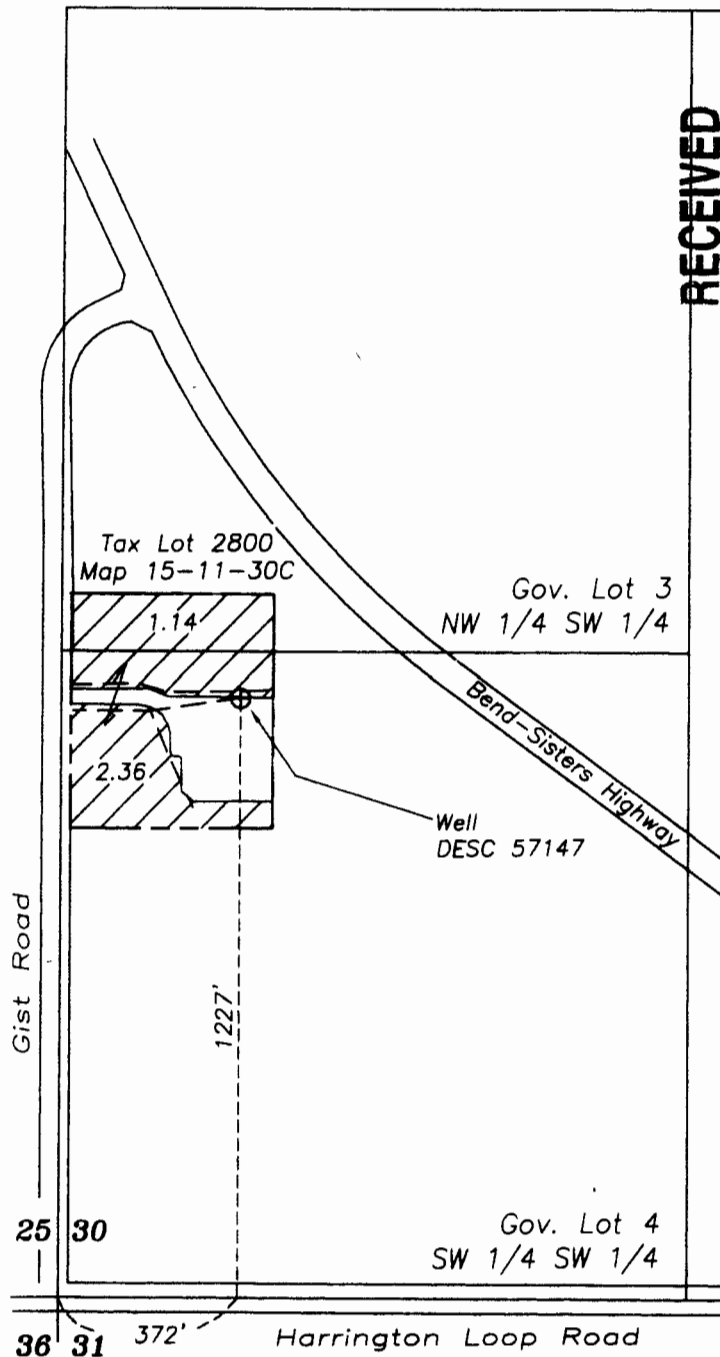 RECEIVED
Tax Lot 2800
Map 15-11-30C
1.14
Gov. Lot 3
NW 1/4 SW 1/4
Bend-Sisters Highway
2.36
Well
DESC 57147
Gist Road
1227'
25 30
Gov. Lot 4
SW 1/4 SW 1/4
36 31
372'
Harrington Loop Road